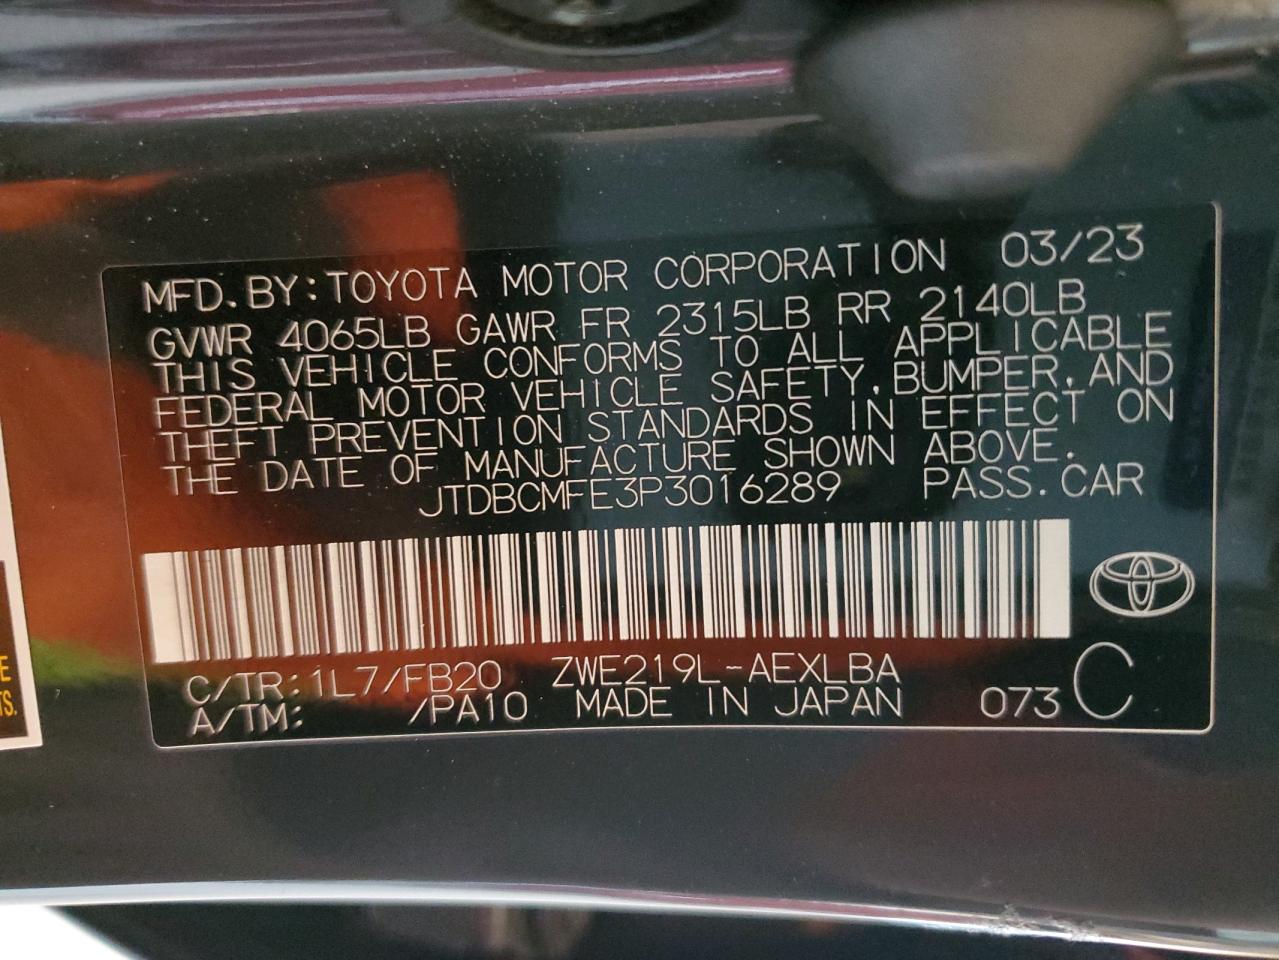 MFD. BY: TOYOTA MOTOR CORPORATION 03/23
GVWR 4065LB GAWR FR 2315LB RR 2140LB
THIS VEHICLE CONFORMS TO ALL APPLICABLE
FEDERAL MOTOR VEHICLE SAFETY, BUMPER, AND
THEFT PREVENTION STANDARDS IN EFFECT ON
THE DATE OF MANUFACTURE SHOWN ABOVE.
JTDBCMFE3P3016289 PASS. CAR
C/TR: 1L7/FB20 ZWE219L-AEXLBA
A/TM: /PA10 MADE IN JAPAN 073 C